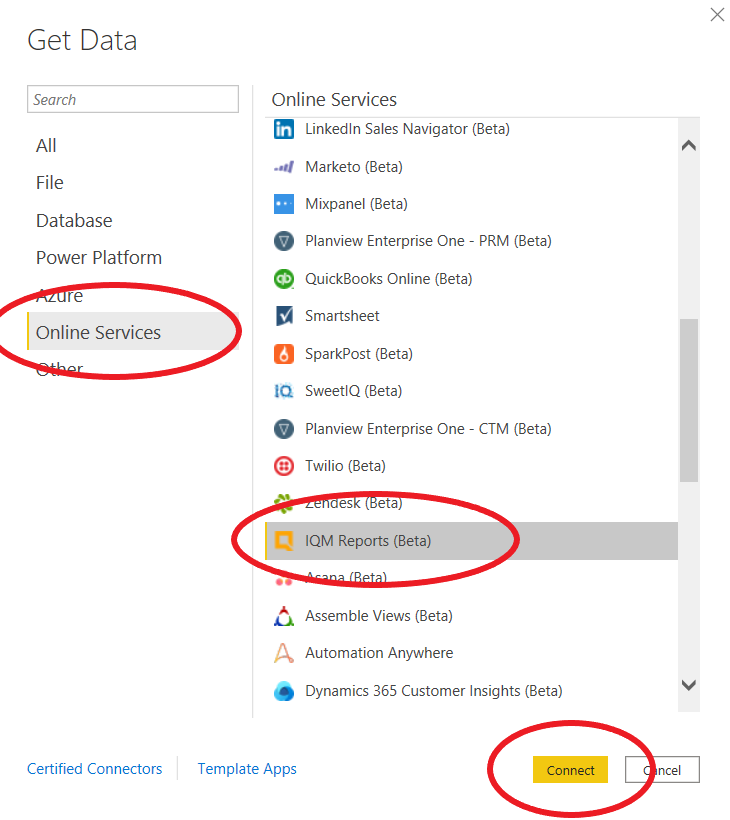 Get Data
Search
All
File
Database
Power Platform
Azure
Online Services
Other
Online Services
LinkedIn Sales Navigator (Beta)
Marketo (Beta)
Mixpanel (Beta)
Planview Enterprise One - PRM (Beta)
QuickBooks Online (Beta)
Smartsheet
SparkPost (Beta)
SweetIQ (Beta)
Planview Enterprise One - CTM (Beta)
Twilio (Beta)
Zendesk (Beta)
IQM Reports (Beta)
Asana (Beta)
Assemble Views (Beta)
Automation Anywhere
Dynamics 365 Customer Insights (Beta)
Certified Connectors
Template Apps
Connect
Cancel